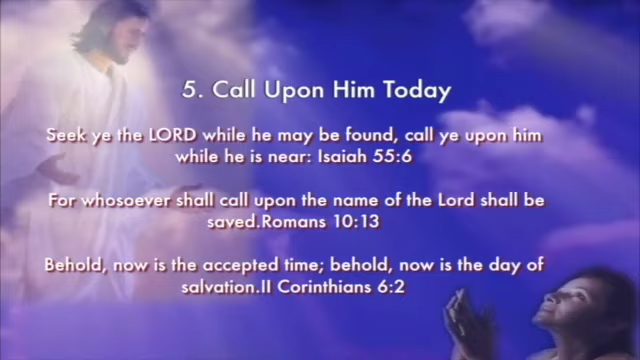 5. Call Upon Him Today
Seek ye the LORD while he may be found, call ye upon him
while he is near: Isaiah 55:6
For whosoever shall call upon the name of the Lord shall be
saved.Romans 10:13
Behold, now is the accepted time; behold, now is the day of
salvation.II Corinthians 6:2